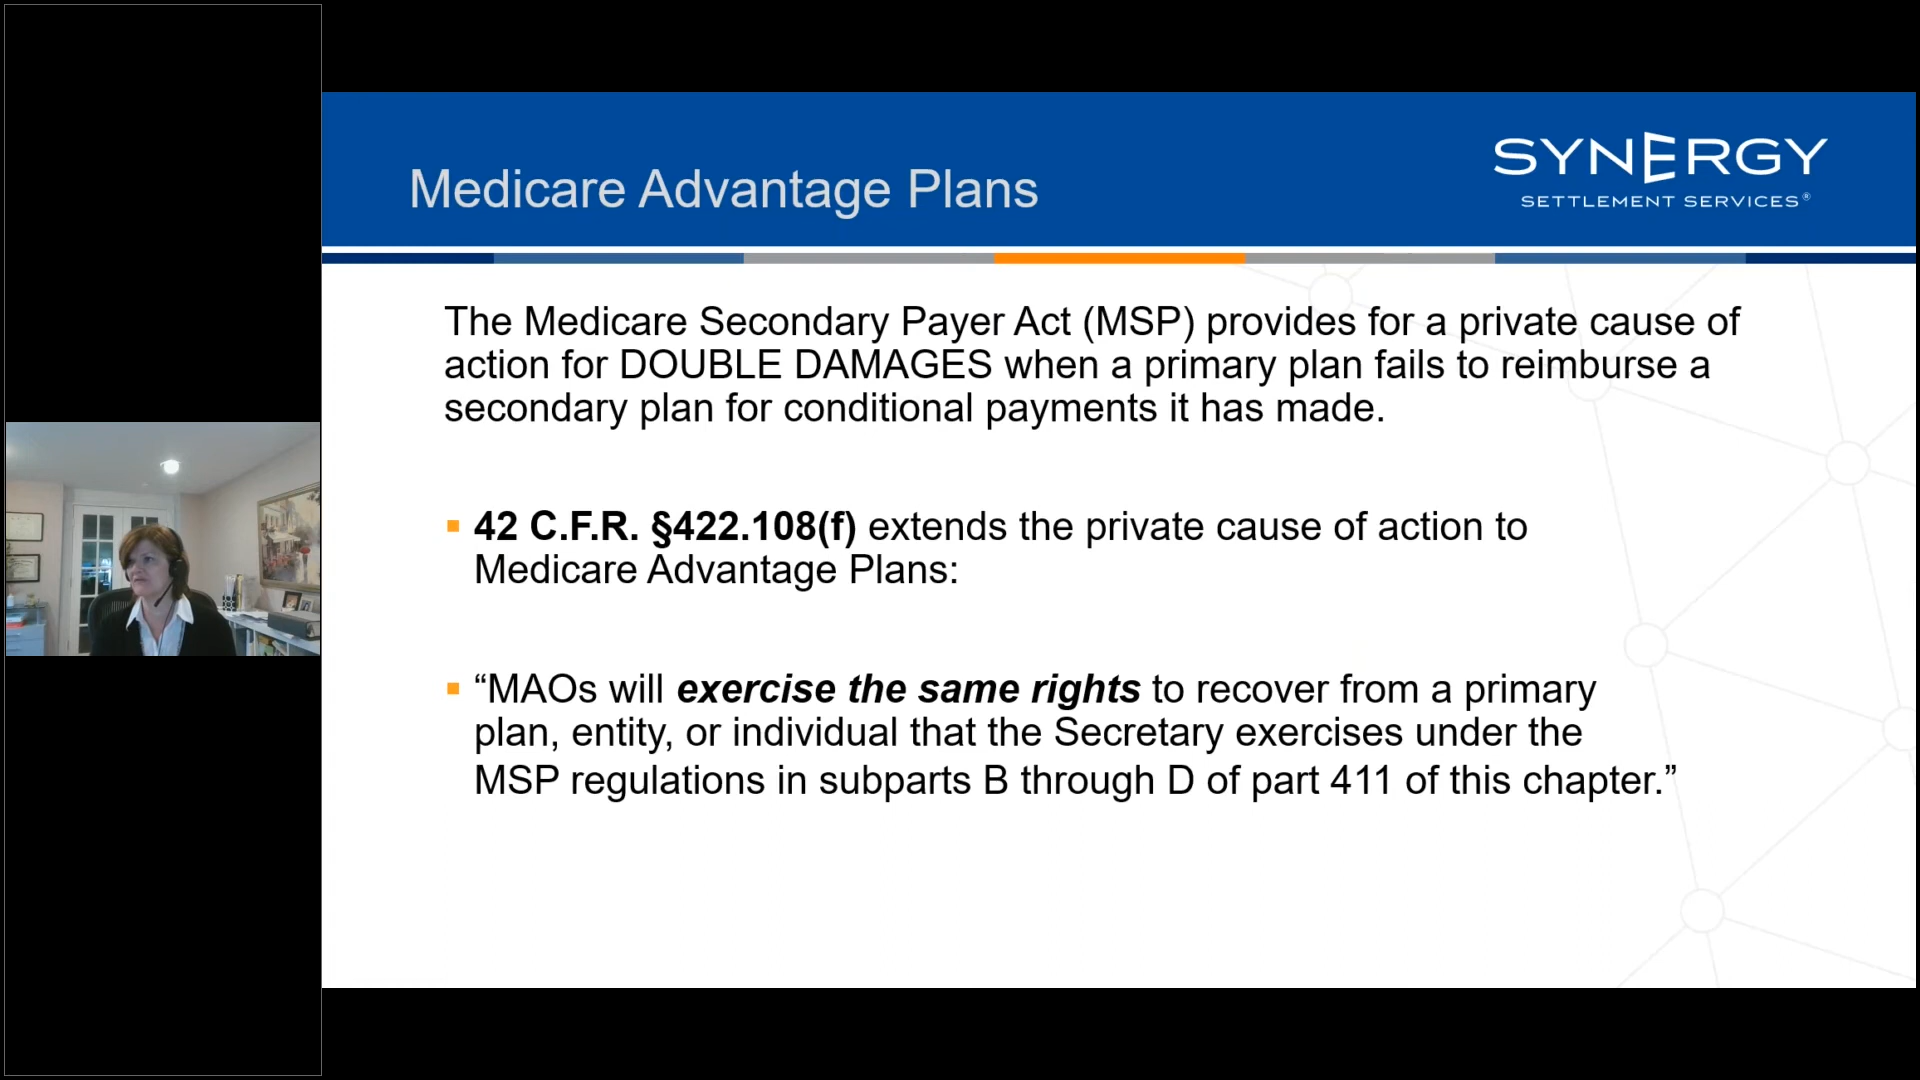 Medicare Advantage Plans
SYNERGY
SETTLEMENT SERVICES®
The Medicare Secondary Payer Act (MSP) provides for a private cause of
action for DOUBLE DAMAGES when a primary plan fails to reimburse a
secondary plan for conditional payments it has made.
▪ 42 C.F.R. §422.108(f) extends the private cause of action to
Medicare Advantage Plans:
▪ “MAOs will exercise the same rights to recover from a primary
plan, entity, or individual that the Secretary exercises under the
MSP regulations in subparts B through D of part 411 of this chapter.”